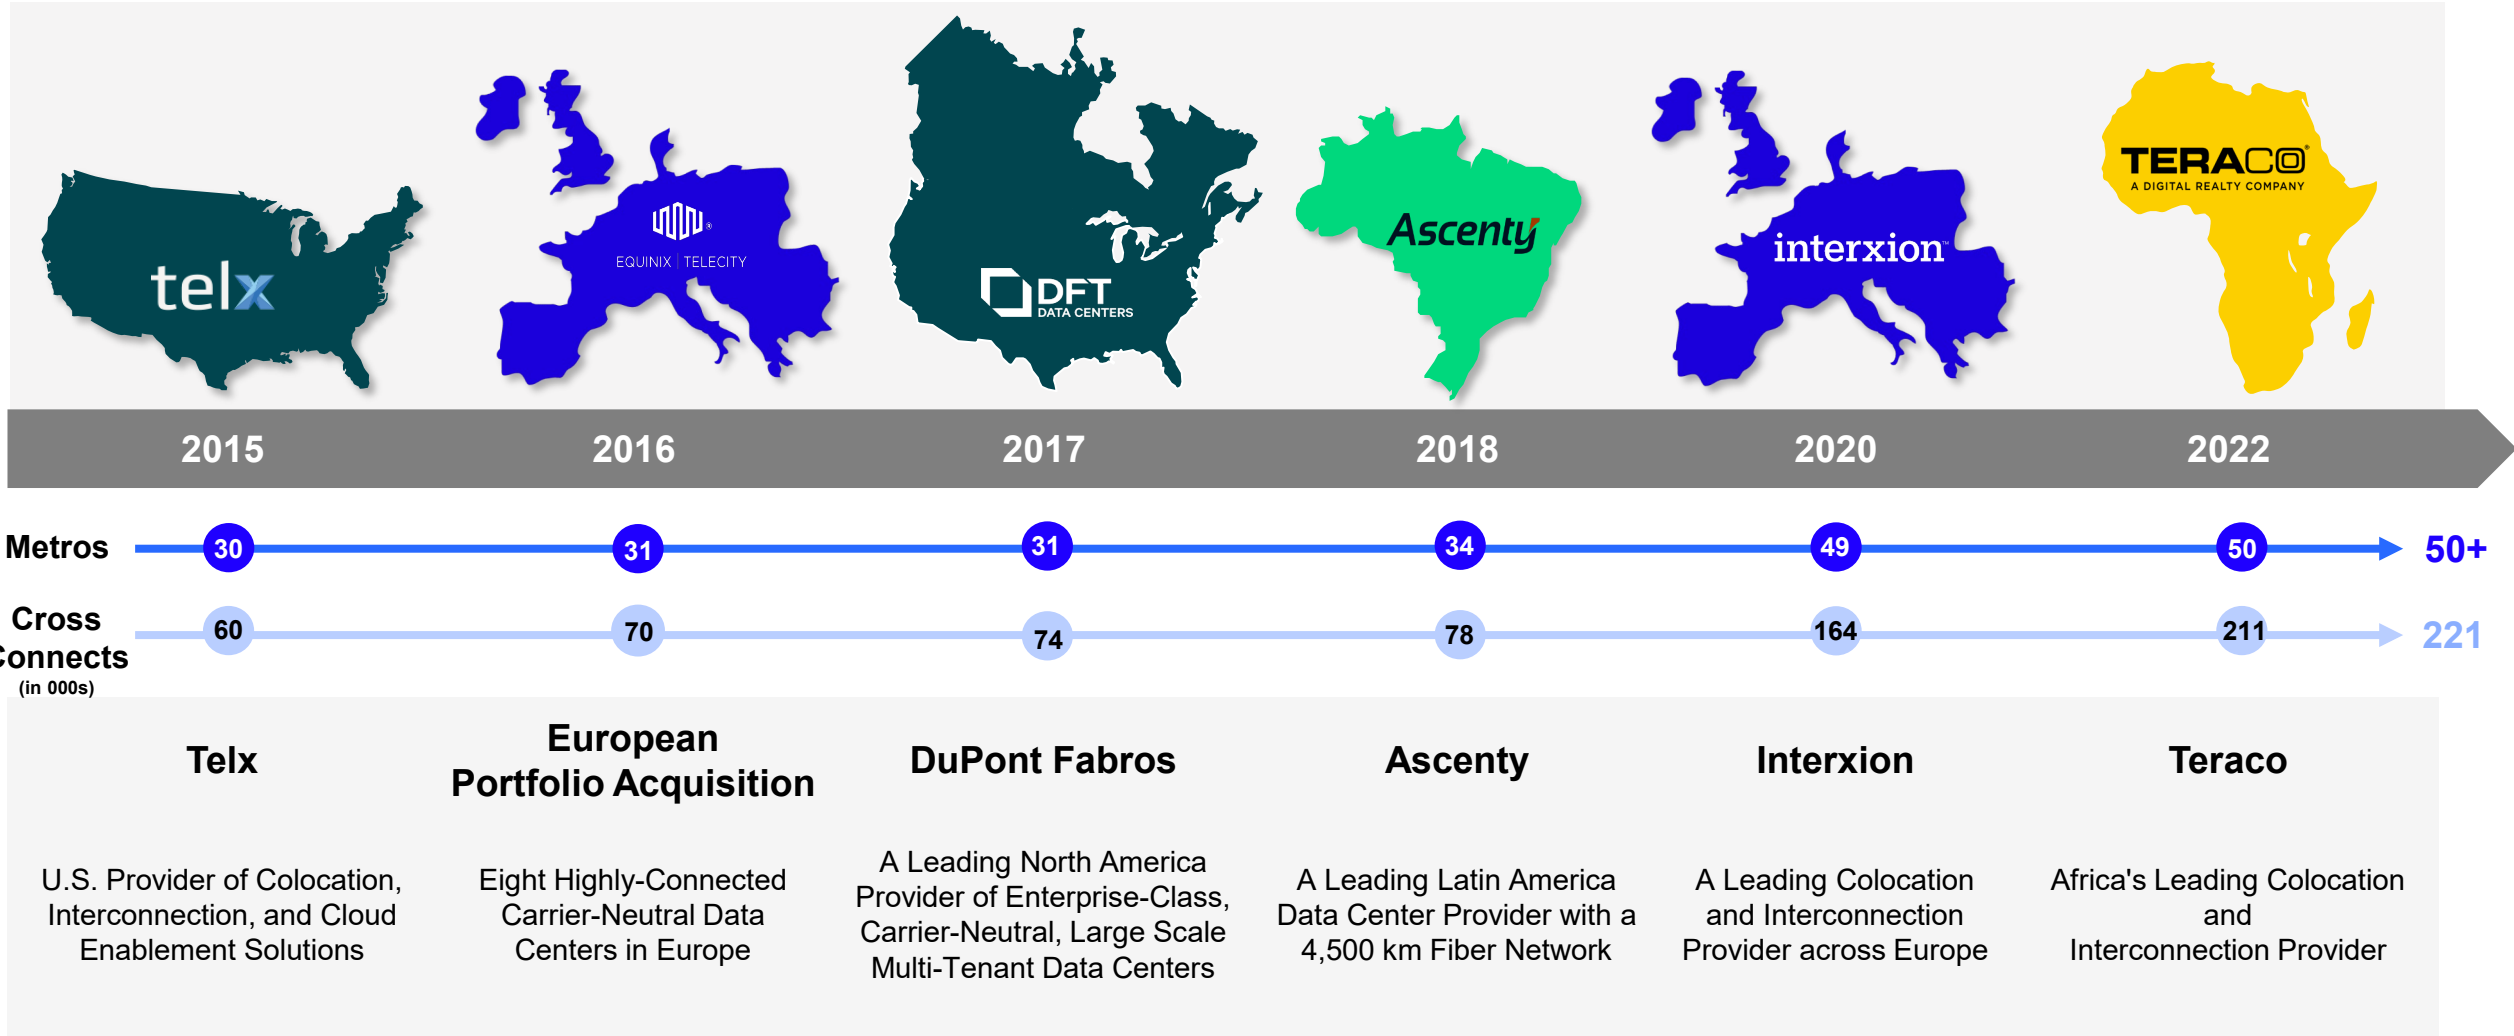 telx
EQUINIX | TELECITY
DFT
DATA CENTERS
Ascenty
interxion™
TERACO®
A DIGITAL REALTY COMPANY
2015
2016
2017
2018
2020
2022
Metros
30
31
31
34
49
50
50+
Cross
Connects
(in 000s)
60
70
74
78
164
211
221
Telx
European
Portfolio Acquisition
DuPont Fabros
Ascenty
Interxion
Teraco
U.S. Provider of Colocation,
Interconnection, and Cloud
Enablement Solutions
Eight Highly-Connected
Carrier-Neutral Data
Centers in Europe
A Leading North America
Provider of Enterprise-Class,
Carrier-Neutral, Large Scale
Multi-Tenant Data Centers
A Leading Latin America
Data Center Provider with a
4,500 km Fiber Network
A Leading Colocation
and Interconnection
Provider across Europe
Africa's Leading Colocation
and
Interconnection Provider